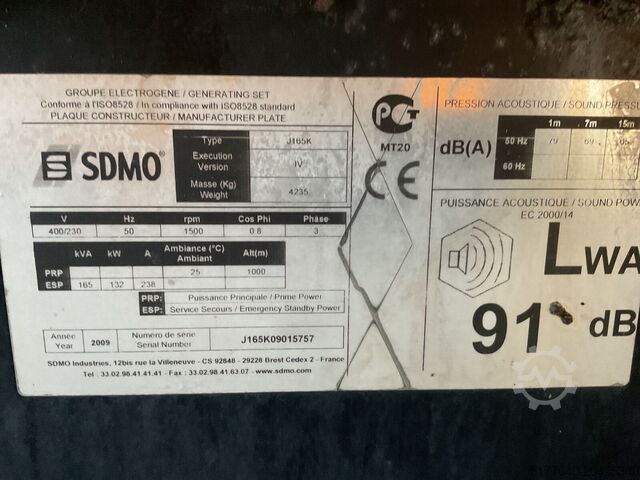 GROUPE ELECTROGENE / GENERATING SET
Conforme à l'ISO8528 / In compliance with ISO8528 standard
PLAQUE CONSTRUCTEUR / MANUFACTURER PLATE
SDMO®
Type J165K
Execution Version IV
Masse (Kg) Weight 4235
V Hz rpm Cos Phi Phase
400/230 50 1500 0.8 3
kVA kW A Ambiance (°C) Ambiant Alt(m)
PRP 25 1000
ESP 165 132 238
PRP: Puissance Principale / Prime Power
ESP: Service Secours / Emergency Standby Power
Année Year 2009 Numero de série Serial Number J165K09015757
SDMO Industries, 12bis rue la Villeneuve - CS 92848 - 29228 Brest Cedex 2 - France
Tel : 33.02.98.41.41.41 - Fax : 33.02.98.41.63.07 - www.sdmo.com
PCT
MT20
CE
PRESSION ACOUSTIQUE / SOUND PRESSU
1m 7m 15m
dB(A) 50 Hz 79 69
60 Hz
PUISSANCE ACOUSTIQUE / SOUND POW
EC 2000/14
LWA
91 dB